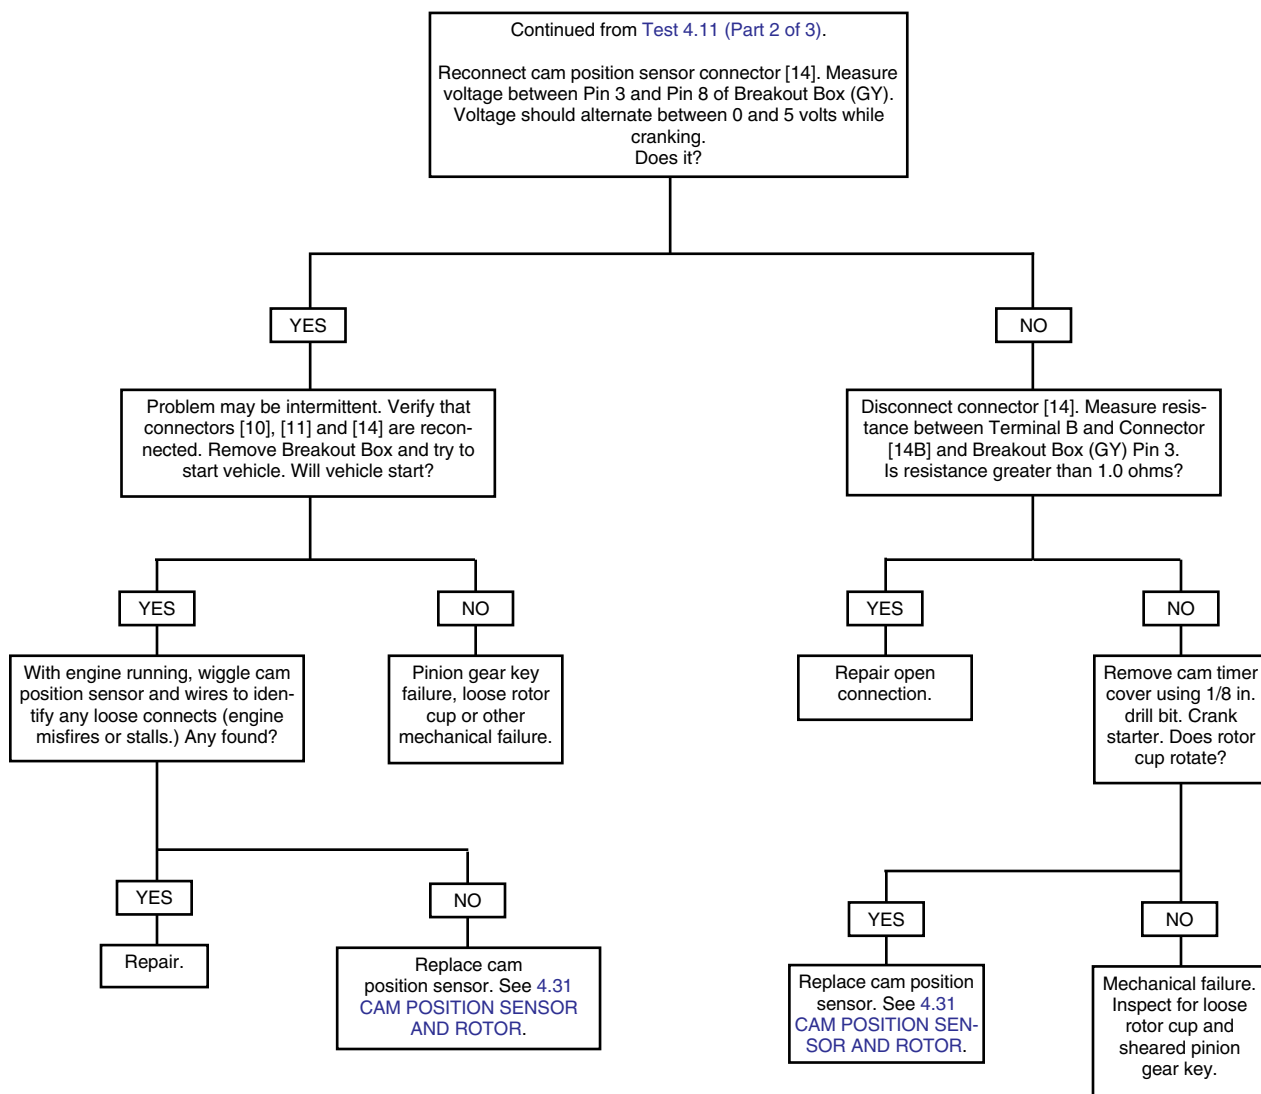 Continued from Test 4.11 (Part 2 of 3).
Reconnect cam position sensor connector [14]. Measure
voltage between Pin 3 and Pin 8 of Breakout Box (GY).
Voltage should alternate between 0 and 5 volts while
cranking.
Does it?
YES
NO
Problem may be intermittent. Verify that
connectors [10], [11] and [14] are recon-
nected. Remove Breakout Box and try to
start vehicle. Will vehicle start?
Disconnect connector [14]. Measure resis-
tance between Terminal B and Connector
[14B] and Breakout Box (GY) Pin 3.
Is resistance greater than 1.0 ohms?
YES
NO
YES
NO
With engine running, wiggle cam
position sensor and wires to iden-
tify any loose connects (engine
misfires or stalls.) Any found?
Pinion gear key
failure, loose rotor
cup or other
mechanical failure.
Repair open
connection.
Remove cam timer
cover using 1/8 in.
drill bit. Crank
starter. Does rotor
cup rotate?
YES
NO
YES
NO
Repair.
Replace cam
position sensor. See 4.31
CAM POSITION SENSOR
AND ROTOR.
Replace cam position
sensor. See 4.31
CAM POSITION SEN-
SOR AND ROTOR.
Mechanical failure.
Inspect for loose
rotor cup and
sheared pinion
gear key.